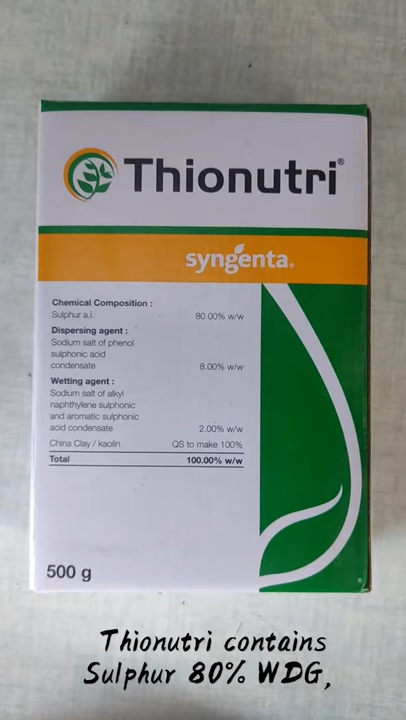 Thionutri®
syngenta.
Chemical Composition :
Sulphur a.i. 80.00% w/w
Dispersing agent :
Sodium salt of phenol
sulphonic acid
condensate 8.00% w/w
Wetting agent :
Sodium salt of alkyl
naphthylene sulphonic
and aromatic sulphonic
acid condensate 2.00% w/w
China Clay / kaolin QS to make 100%
Total 100.00% w/w
500 g
Thionutri contains
Sulphur 80% WDG,